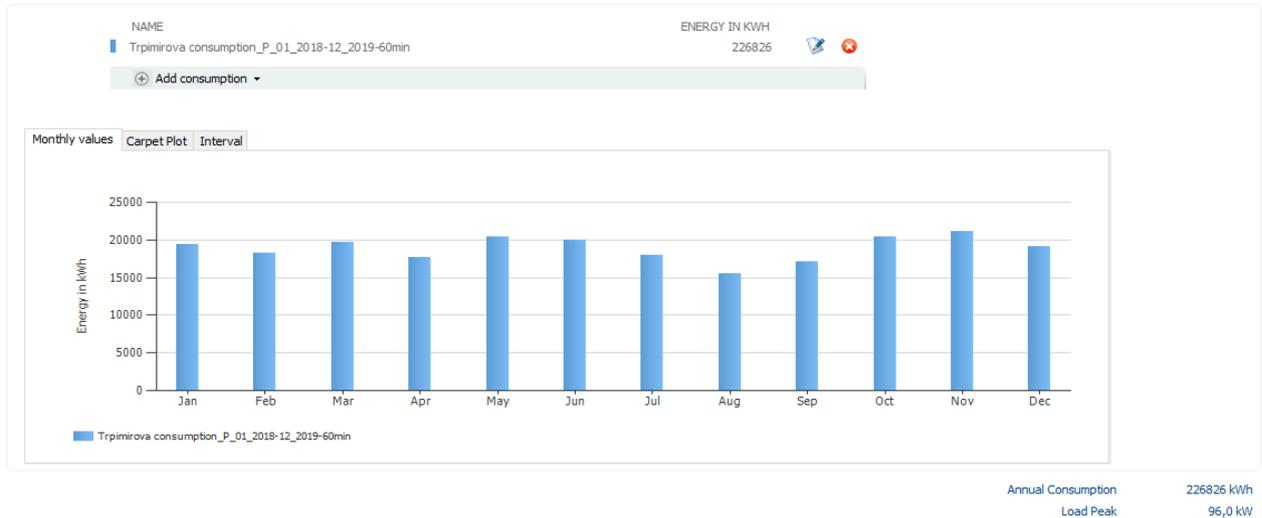 NAME ENERGY IN KWH
Trpimirova consumption_P_01_2018-12_2019-60min 226826
Add consumption
Monthly values Carpet Plot Interval
25000
20000
15000
10000
5000
0
Energy in kWh
Jan Feb Mar Apr May Jun Jul Aug Sep Oct Nov Dec
Trpimirova consumption_P_01_2018-12_2019-60min
Annual Consumption 226826 kWh
Load Peak 96,0 kW